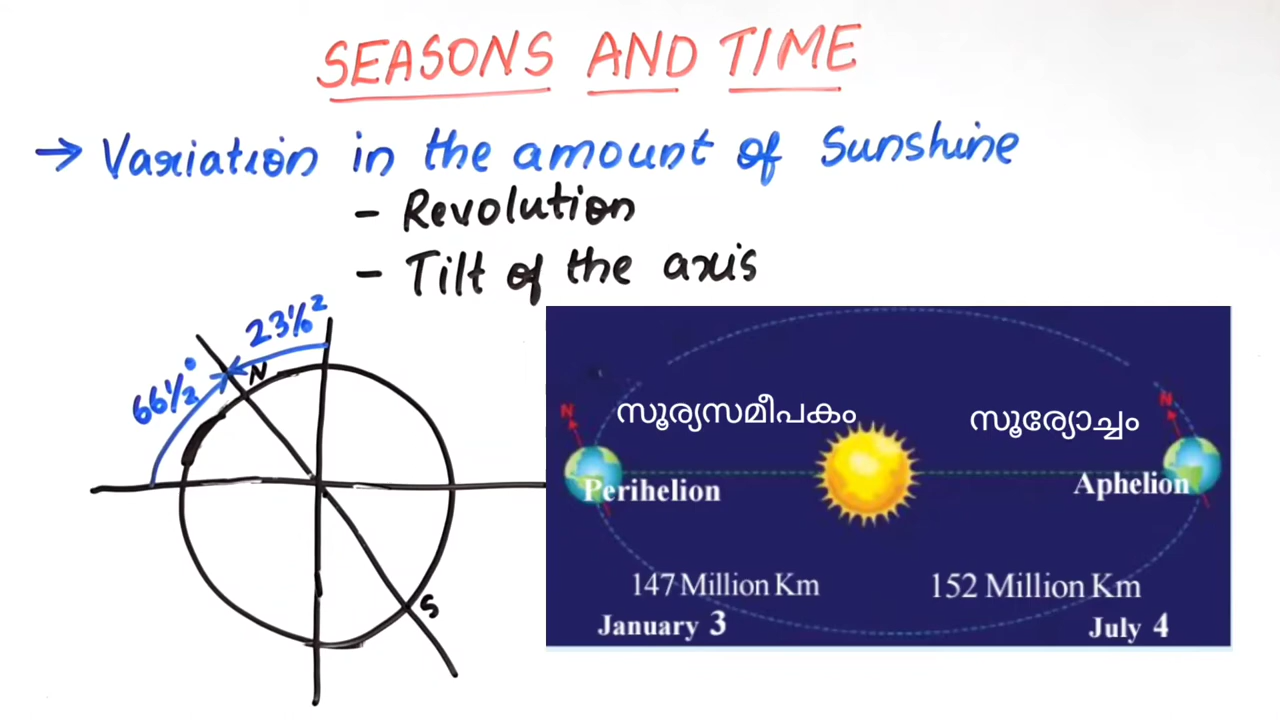 SEASONS AND TIME
→ Variation in the amount of Sunshine
- Revolution
- Tilt of the axis
23½²
66½°
N
S
N
N
സൂര്യസമീപകം
സൂര്യോച്ചം
Perihelion
Aphelion
147 Million Km
152 Million Km
January 3
July 4